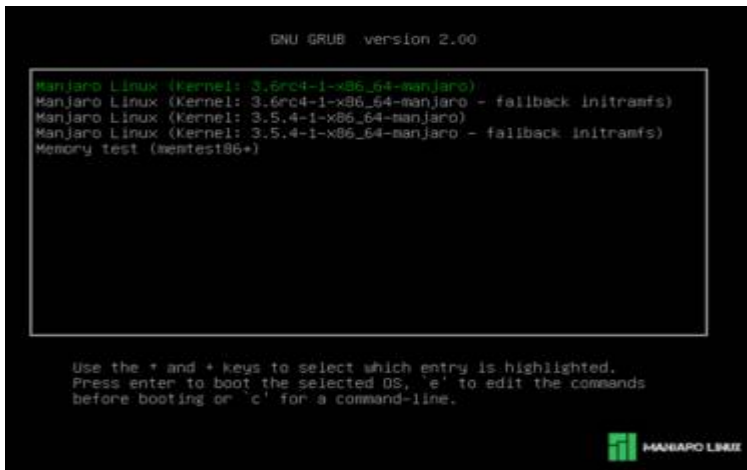 GNU GRUB version 2.00
Manjaro Linux (Kernel: 3.6rc4-1-x86_64-manjaro)
Manjaro Linux (Kernel: 3.6rc4-1-x86_64-manjaro - fallback initramfs)
Manjaro Linux (Kernel: 3.5.4-1-x86_64-manjaro)
Manjaro Linux (Kernel: 3.5.4-1-x86_64-manjaro - fallback initramfs)
Memory test (memtest86+)
Use the ↑ and ↓ keys to select which entry is highlighted.
Press enter to boot the selected OS, `e' to edit the commands
before booting or `c' for a command-line.
MANJARO LINUX